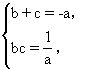 b + c = -a,
bc = 1/a,